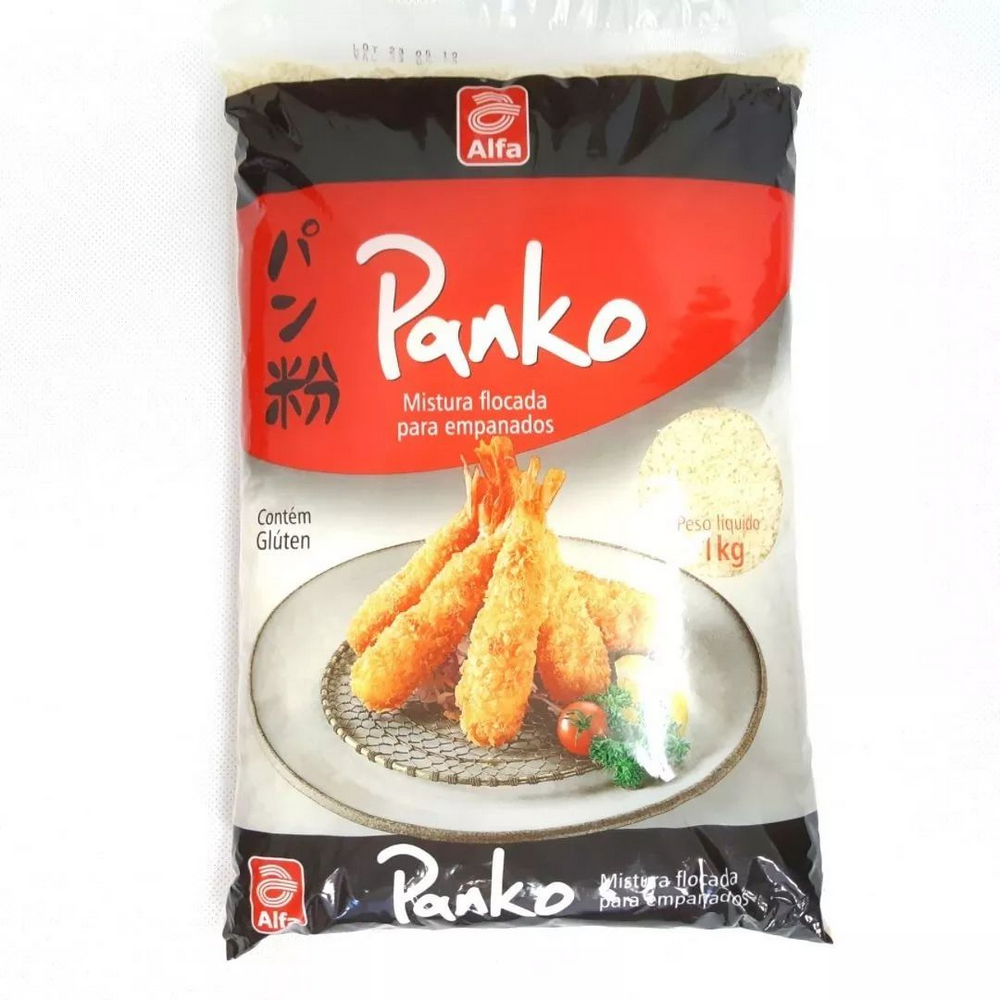 Alfa
パン粉
Panko
Mistura flocada
para empanados
Contém
Glúten
Peso líquido
1kg
Alfa
Panko
Mistura flocada
para empanados